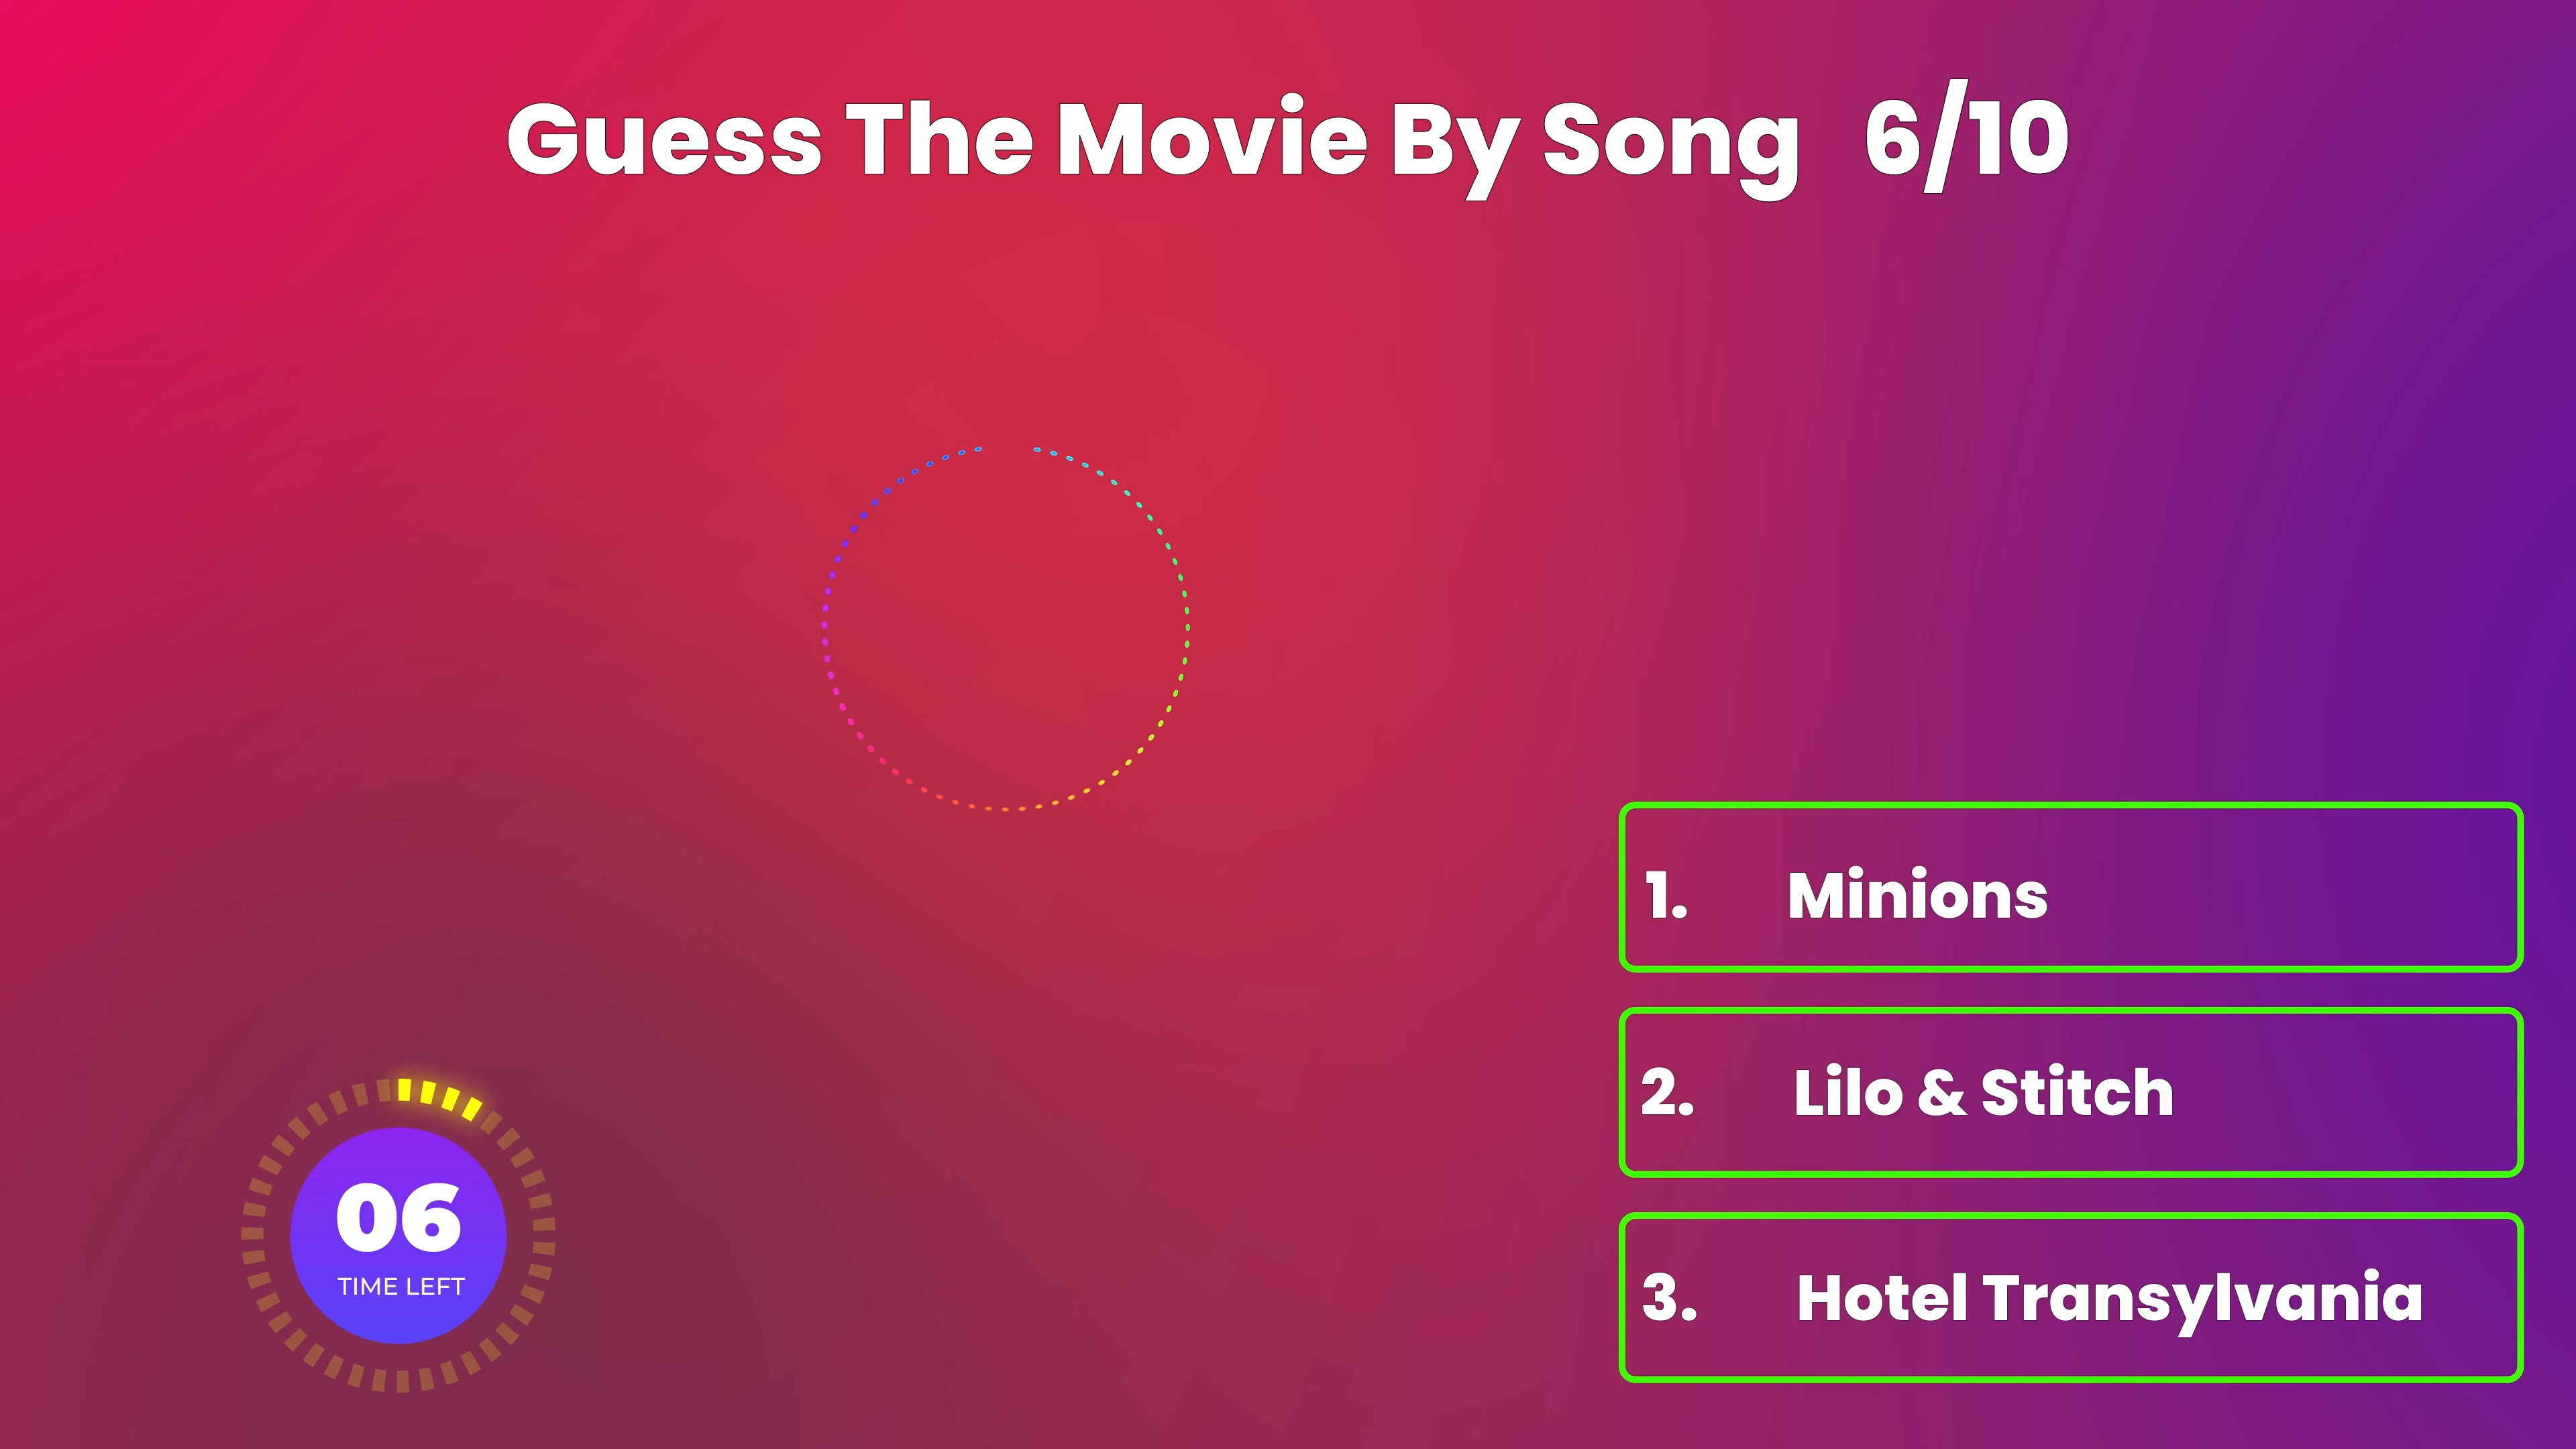 Guess The Movie By Song 6/10
1. Minions
2. Lilo & Stitch
3. Hotel Transylvania
06
TIME LEFT